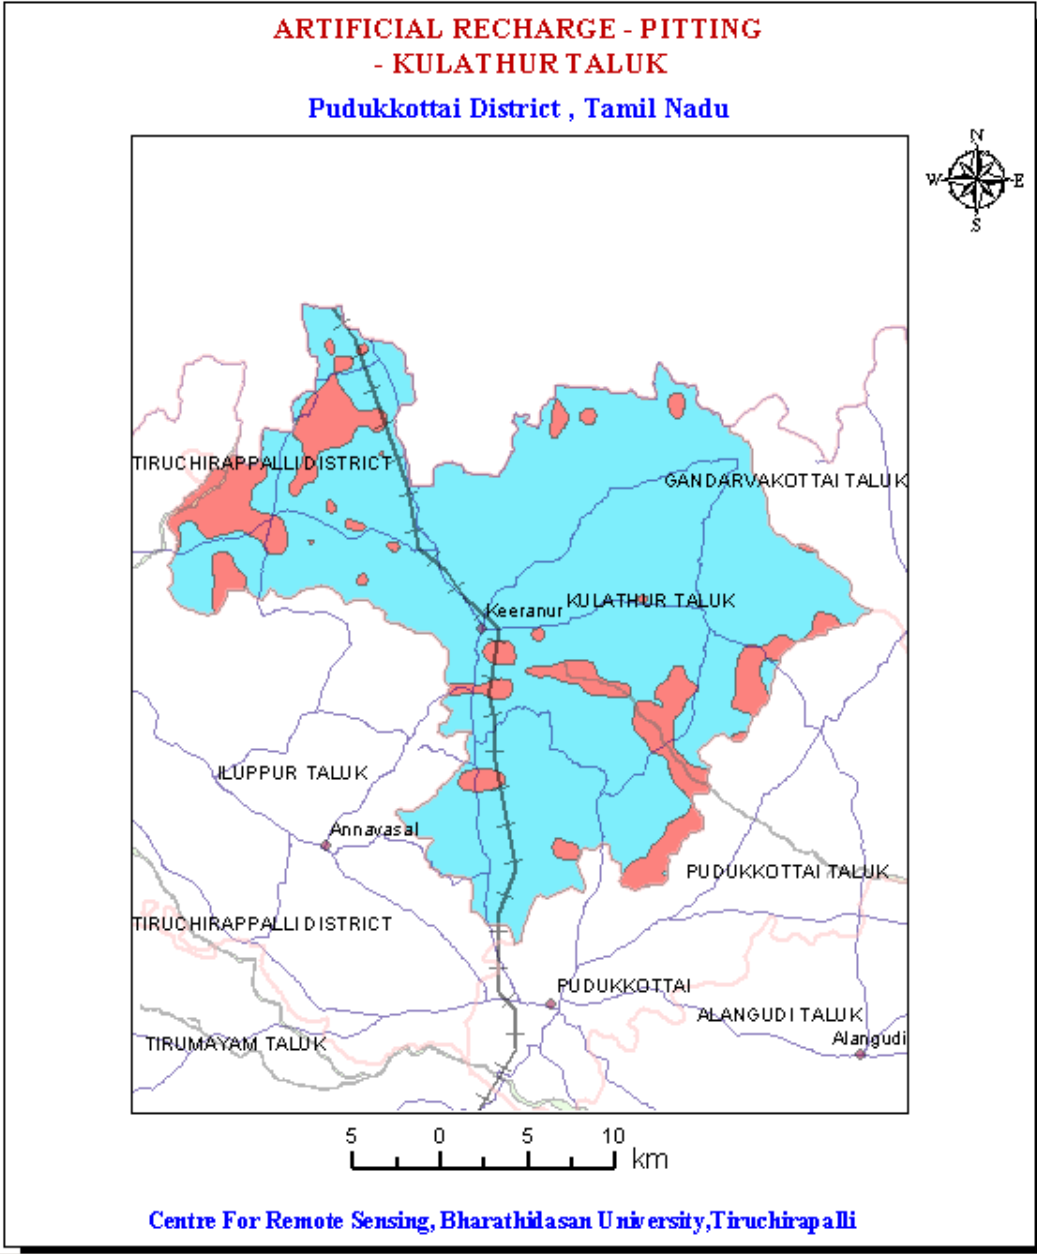 ARTIFICIAL RECHARGE - PITTING
- KULATHUR TALUK
Pudukkottai District , Tamil Nadu
N
W
E
S
TIRUCHIRAPPALLI DISTRICT
GANDARVAKOTTAI TALUK
KULATHUR TALUK
Keeranur
ILUPPUR TALUK
Annavasal
PUDUKKOTTAI TALUK
TIRUCHIRAPPALLI DISTRICT
PUDUKKOTTAI
ALANGUDI TALUK
Alangudi
TIRUMAYAM TALUK
5 0 5 10
km
Centre For Remote Sensing, Bharathidasan University,Tiruchirapalli